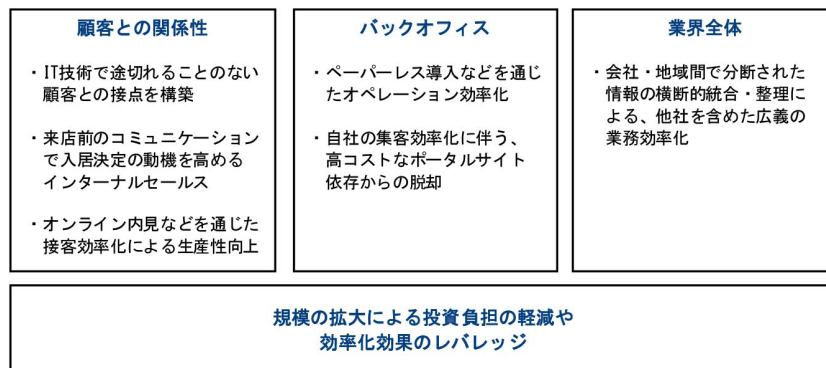 顧客との関係性
・IT技術で途切れることのない
顧客との接点を構築
・来店前のコミュニケーション
で入居決定の動機を高める
インターナルセールス
・オンライン内見などを通じた
接客効率化による生産性向上
バックオフィス
・ペーパーレス導入などを通じ
たオペレーション効率化
・自社の集客効率化に伴う、
高コストなポータルサイト
依存からの脱却
業界全体
・会社・地域間で分断された
情報の横断的統合・整理に
よる、他社を含めた広義の
業務効率化
規模の拡大による投資負担の軽減や
効率化効果のレバレッジ